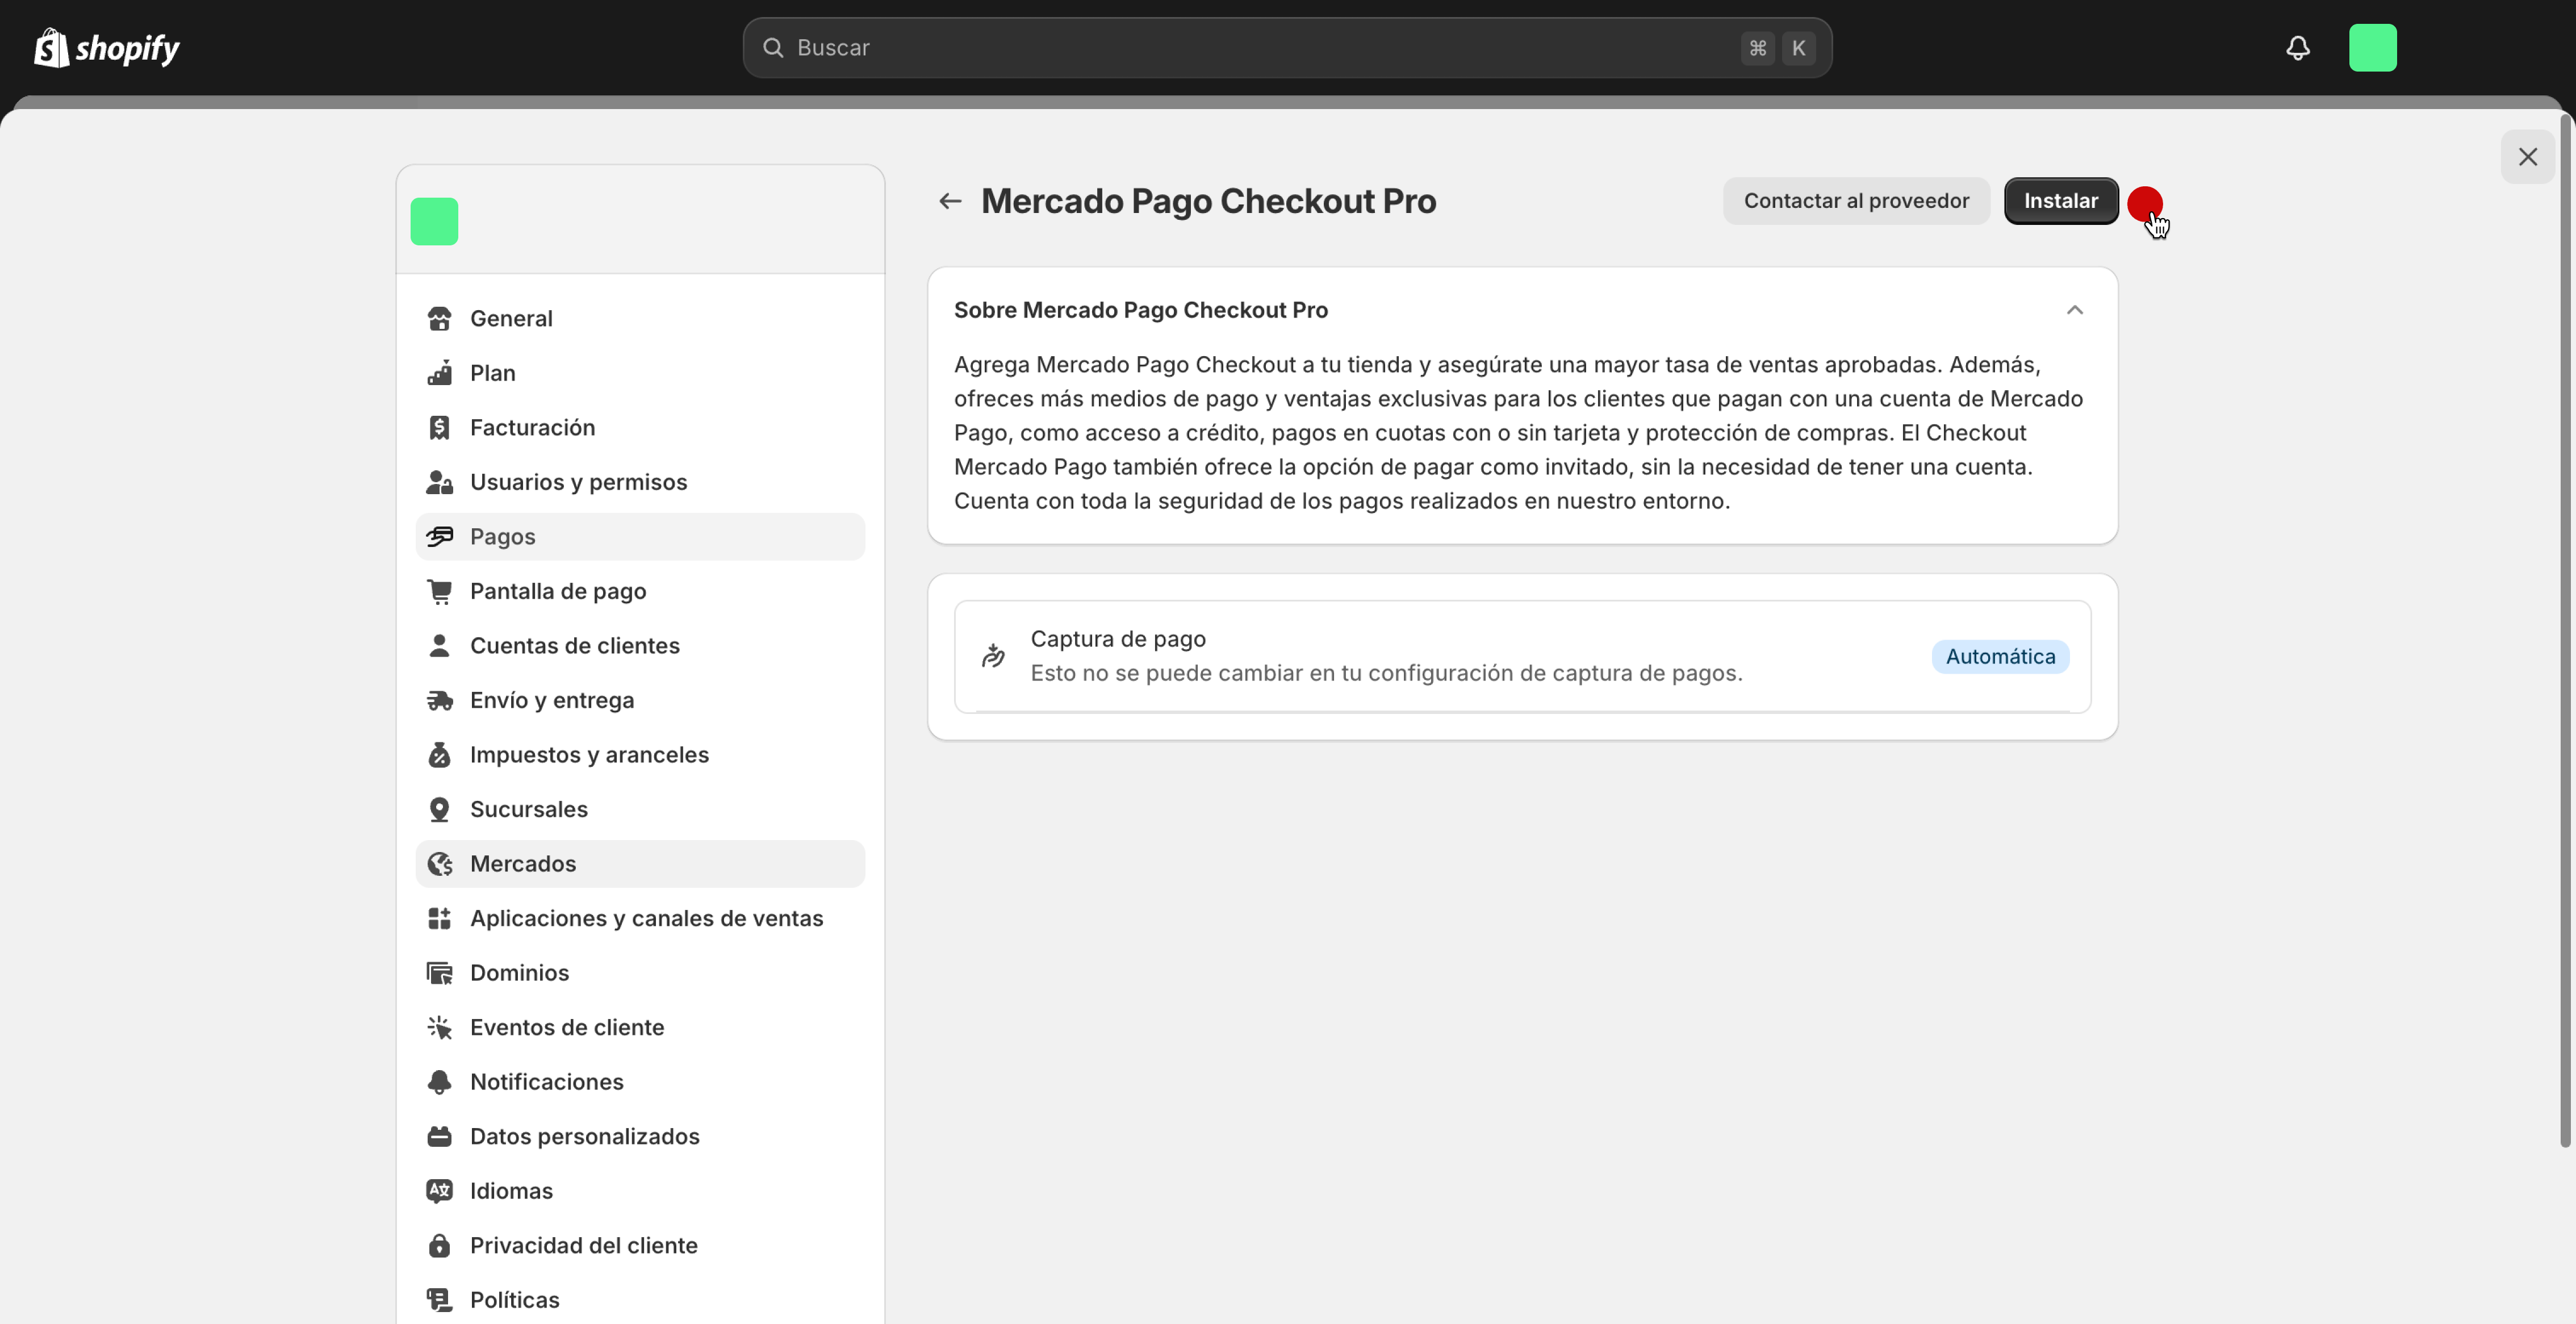 shopify
Buscar
⌘ K
General
Plan
Facturación
Usuarios y permisos
Pagos
Pantalla de pago
Cuentas de clientes
Envío y entrega
Impuestos y aranceles
Sucursales
Mercados
Aplicaciones y canales de ventas
Dominios
Eventos de cliente
Notificaciones
Datos personalizados
Idiomas
Privacidad del cliente
Políticas
Mercado Pago Checkout Pro
Contactar al proveedor
Instalar
Sobre Mercado Pago Checkout Pro
Agrega Mercado Pago Checkout a tu tienda y asegúrate una mayor tasa de ventas aprobadas. Además,
ofreces más medios de pago y ventajas exclusivas para los clientes que pagan con una cuenta de Mercado
Pago, como acceso a crédito, pagos en cuotas con o sin tarjeta y protección de compras. El Checkout
Mercado Pago también ofrece la opción de pagar como invitado, sin la necesidad de tener una cuenta.
Cuenta con toda la seguridad de los pagos realizados en nuestro entorno.
Captura de pago
Esto no se puede cambiar en tu configuración de captura de pagos.
Automática